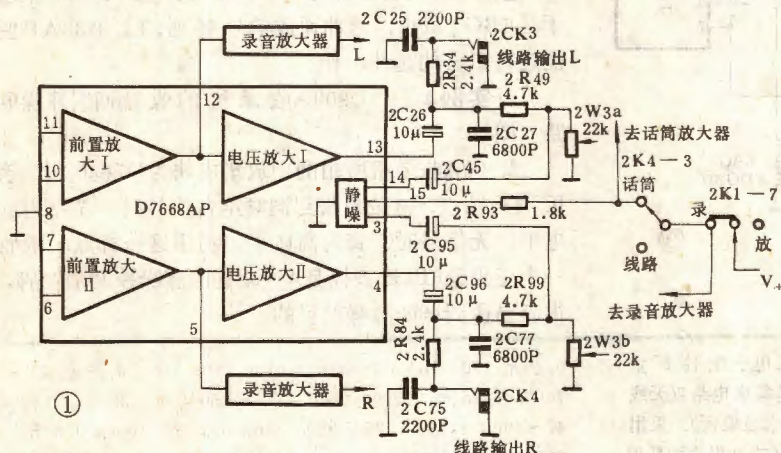 2C25 2200P
录音放大器
L
2CK3
线路输出L
2R34
2.4k
2R49
4.7k
2W3a
22k
去话筒放大器
2K4—3
话筒
2K1—7
录
放
线路
V+
去录音放大器
12
11
10
8
7
6
前置放
大I
电压放大I
D7668AP
前置放大
II
电压放大II
静
噪
13
14
15
3
4
5
2C26
10μ
2C27
6800P
2C45
10μ
2R93
1.8k
2C95
10μ
2C96
10μ
2R99
4.7k
2R84
2.4k
2C77
6800P
2W3b
22k
2C75
2200P
2CK4
线路输出R
录音放大器
R
①